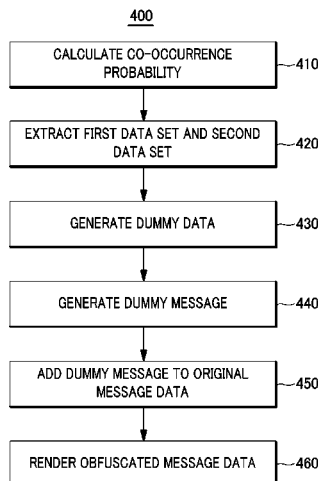 400
CALCULATE CO-OCCURRENCE
PROBABILITY
410
EXTRACT FIRST DATA SET AND SECOND
DATA SET
420
GENERATE DUMMY DATA
430
GENERATE DUMMY MESSAGE
440
ADD DUMMY MESSAGE TO ORIGINAL
MESSAGE DATA
450
RENDER OBFUSCATED MESSAGE DATA
460